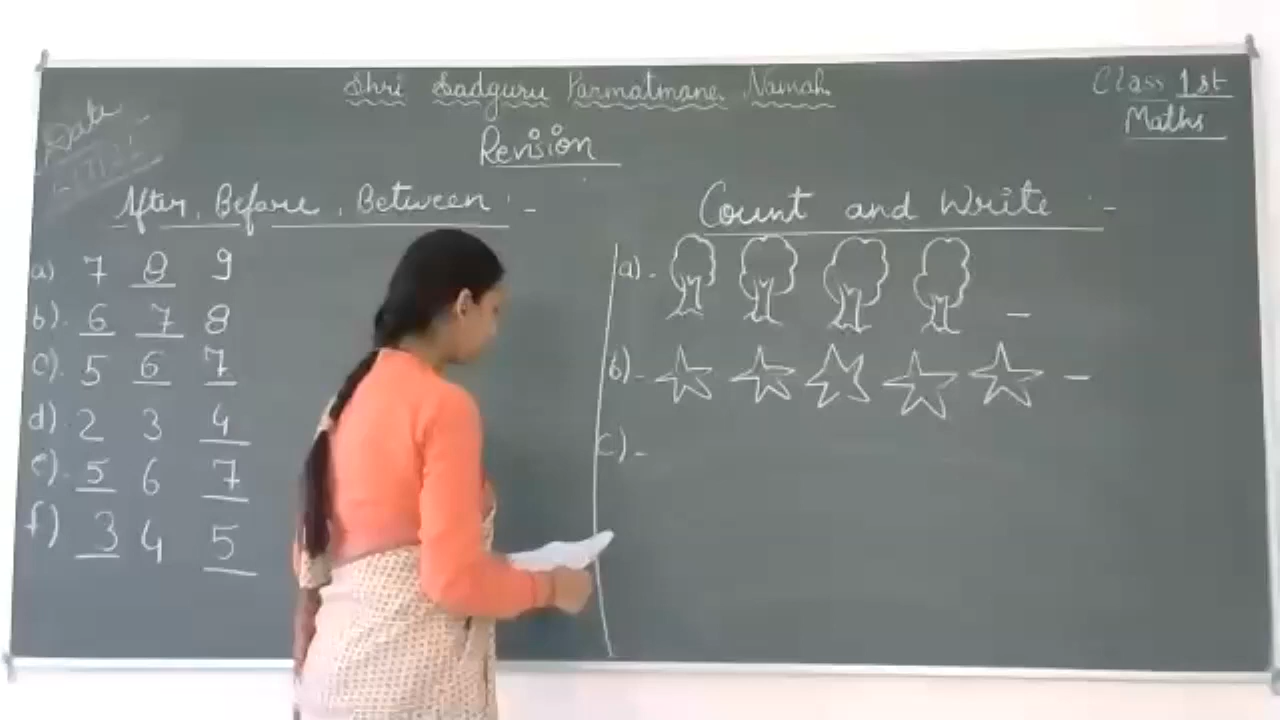 Shri Sadguru Parmatmane Namah
Class 1st
Maths
Date
Revision
After, Before, Between :-
a) 7 8 9
b). 6 7 8
c). 5 6 7
d). 2 3 4
e). 5 6 7
f) 3 4 5
Count and Write :-
a).-
b).-
c).-